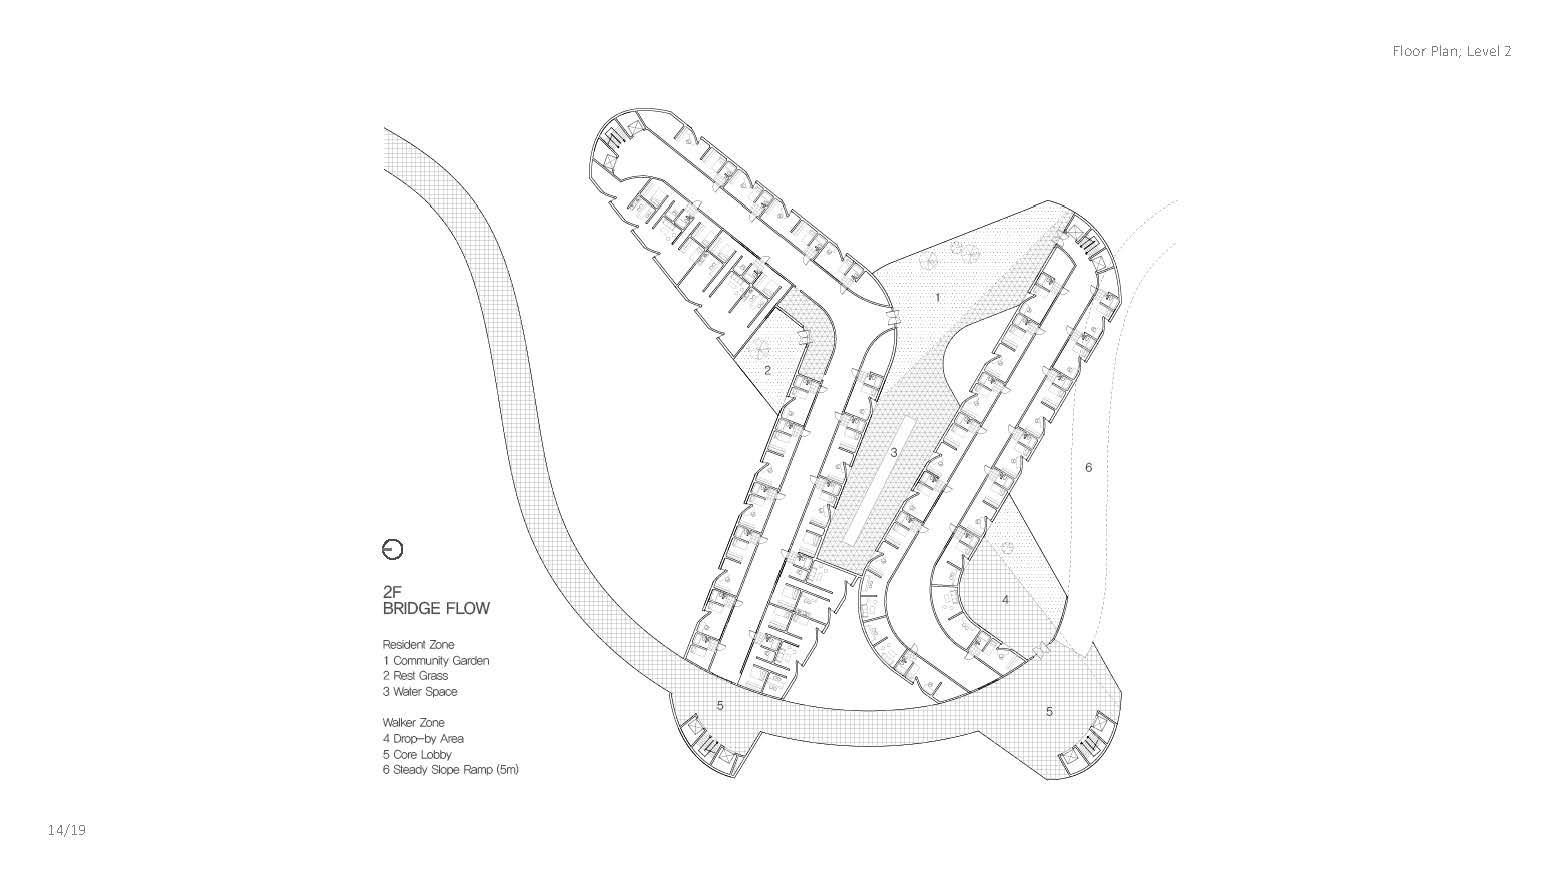 Floor Plan; Level 2
1
2
3
6
4
5
5
2F
BRIDGE FLOW
Resident Zone
1 Community Garden
2 Rest Grass
3 Water Space
Walker Zone
4 Drop-by Area
5 Core Lobby
6 Steady Slope Ramp (5m)
14/19